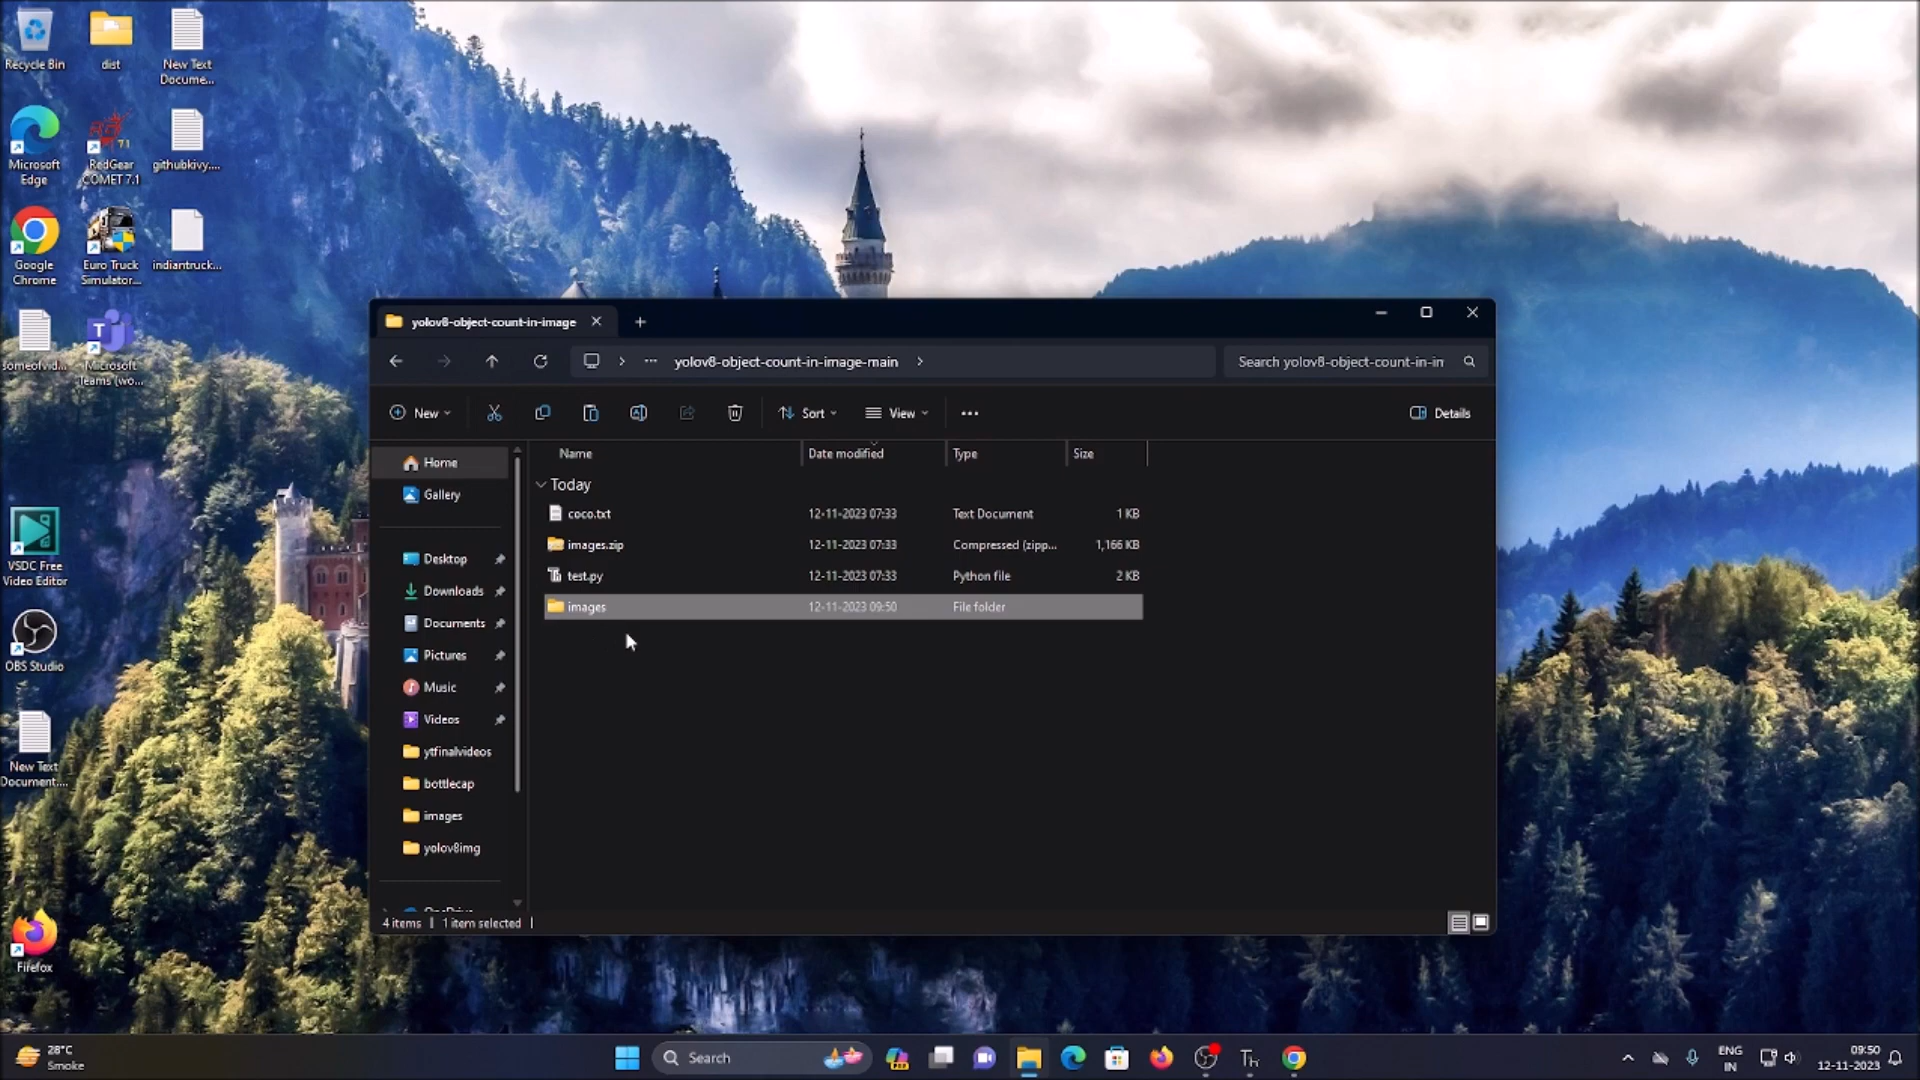 Recycle Bin
dist
New Text
Docume...
Microsoft
Edge
7.1
RedGear
COMET 7.1
githubkivy....
Google
Chrome
Euro Truck
Simulator...
indiantruck...
someofvid...
Microsoft
Teams (wo...
VSDC Free
Video Editor
OBS Studio
New Text
Document....
Firefox
yolov8-object-count-in-image
yolov8-object-count-in-image-main
Search yolov8-object-count-in-in
New
Sort
View
Details
Home
Gallery
Desktop
Downloads
Documents
Pictures
Music
Videos
ytfinalvideos
bottlecap
images
yolov8img
OneDrive
Name Date modified Type Size
Today
coco.txt 12-11-2023 07:33 Text Document 1 KB
images.zip 12-11-2023 07:33 Compressed (zipp... 1,166 KB
test.py 12-11-2023 07:33 Python file 2 KB
images 12-11-2023 09:50 File folder
4 items 1 item selected
28°C
Smoke
Search
ENG
IN
09:50
12-11-2023